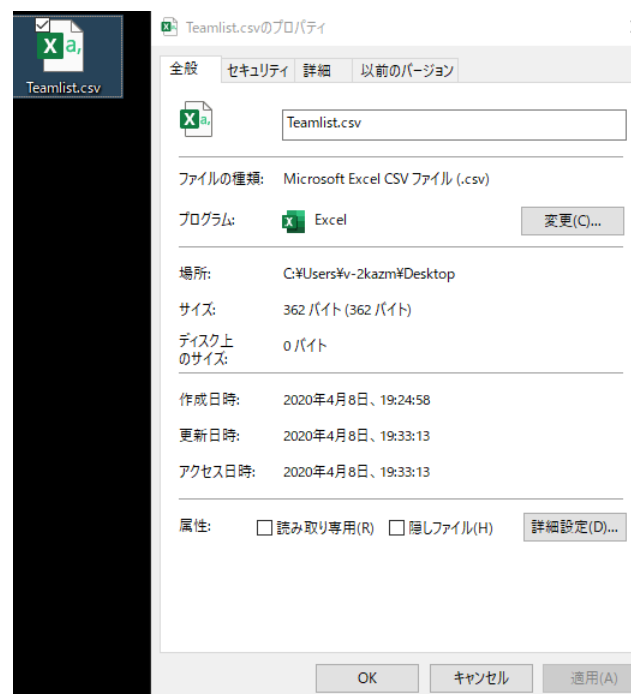 Teamlist.csv
Teamlist.csvのプロパティ
全般 セキュリティ 詳細 以前のバージョン
Teamlist.csv
ファイルの種類: Microsoft Excel CSV ファイル (.csv)
プログラム: Excel 変更(C)...
場所: C:¥Users¥v-2kazm¥Desktop
サイズ: 362 バイト (362 バイト)
ディスク上
のサイズ: 0 バイト
作成日時: 2020年4月8日、19:24:58
更新日時: 2020年4月8日、19:33:13
アクセス日時: 2020年4月8日、19:33:13
属性: 読み取り専用(R) 隠しファイル(H) 詳細設定(D)...
OK キャンセル 適用(A)